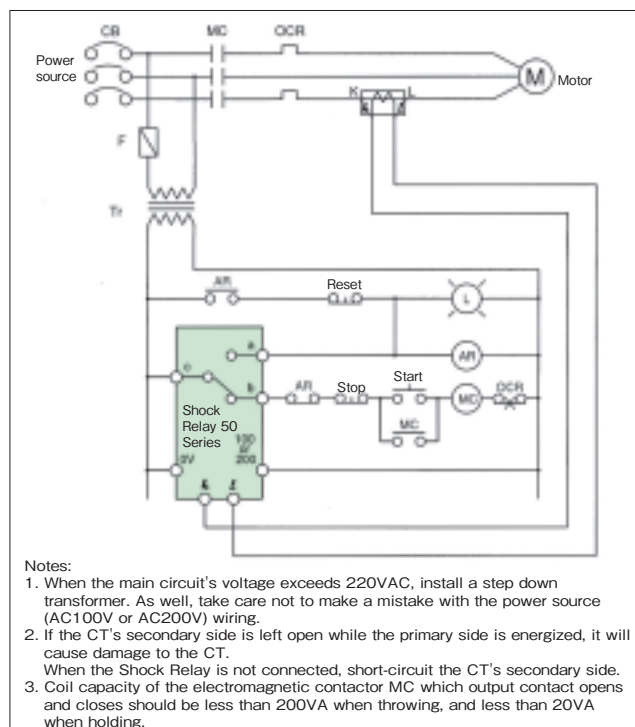 CB
MC
OCR
Power
source
K
L
M
Motor
k
ℓ
F
Tr
AR
Reset
L
a
AR
c
b
AR
Stop
Start
MC
OCR
MC
Shock
Relay 50
Series
100
or
200
0V
k
ℓ
Notes:
1. When the main circuit's voltage exceeds 220VAC, install a step down
transformer. As well, take care not to make a mistake with the power source
(AC100V or AC200V) wiring.
2. If the CT's secondary side is left open while the primary side is energized, it will
cause damage to the CT.
When the Shock Relay is not connected, short-circuit the CT's secondary side.
3. Coil capacity of the electromagnetic contactor MC which output contact opens
and closes should be less than 200VA when throwing, and less than 20VA
when holding.